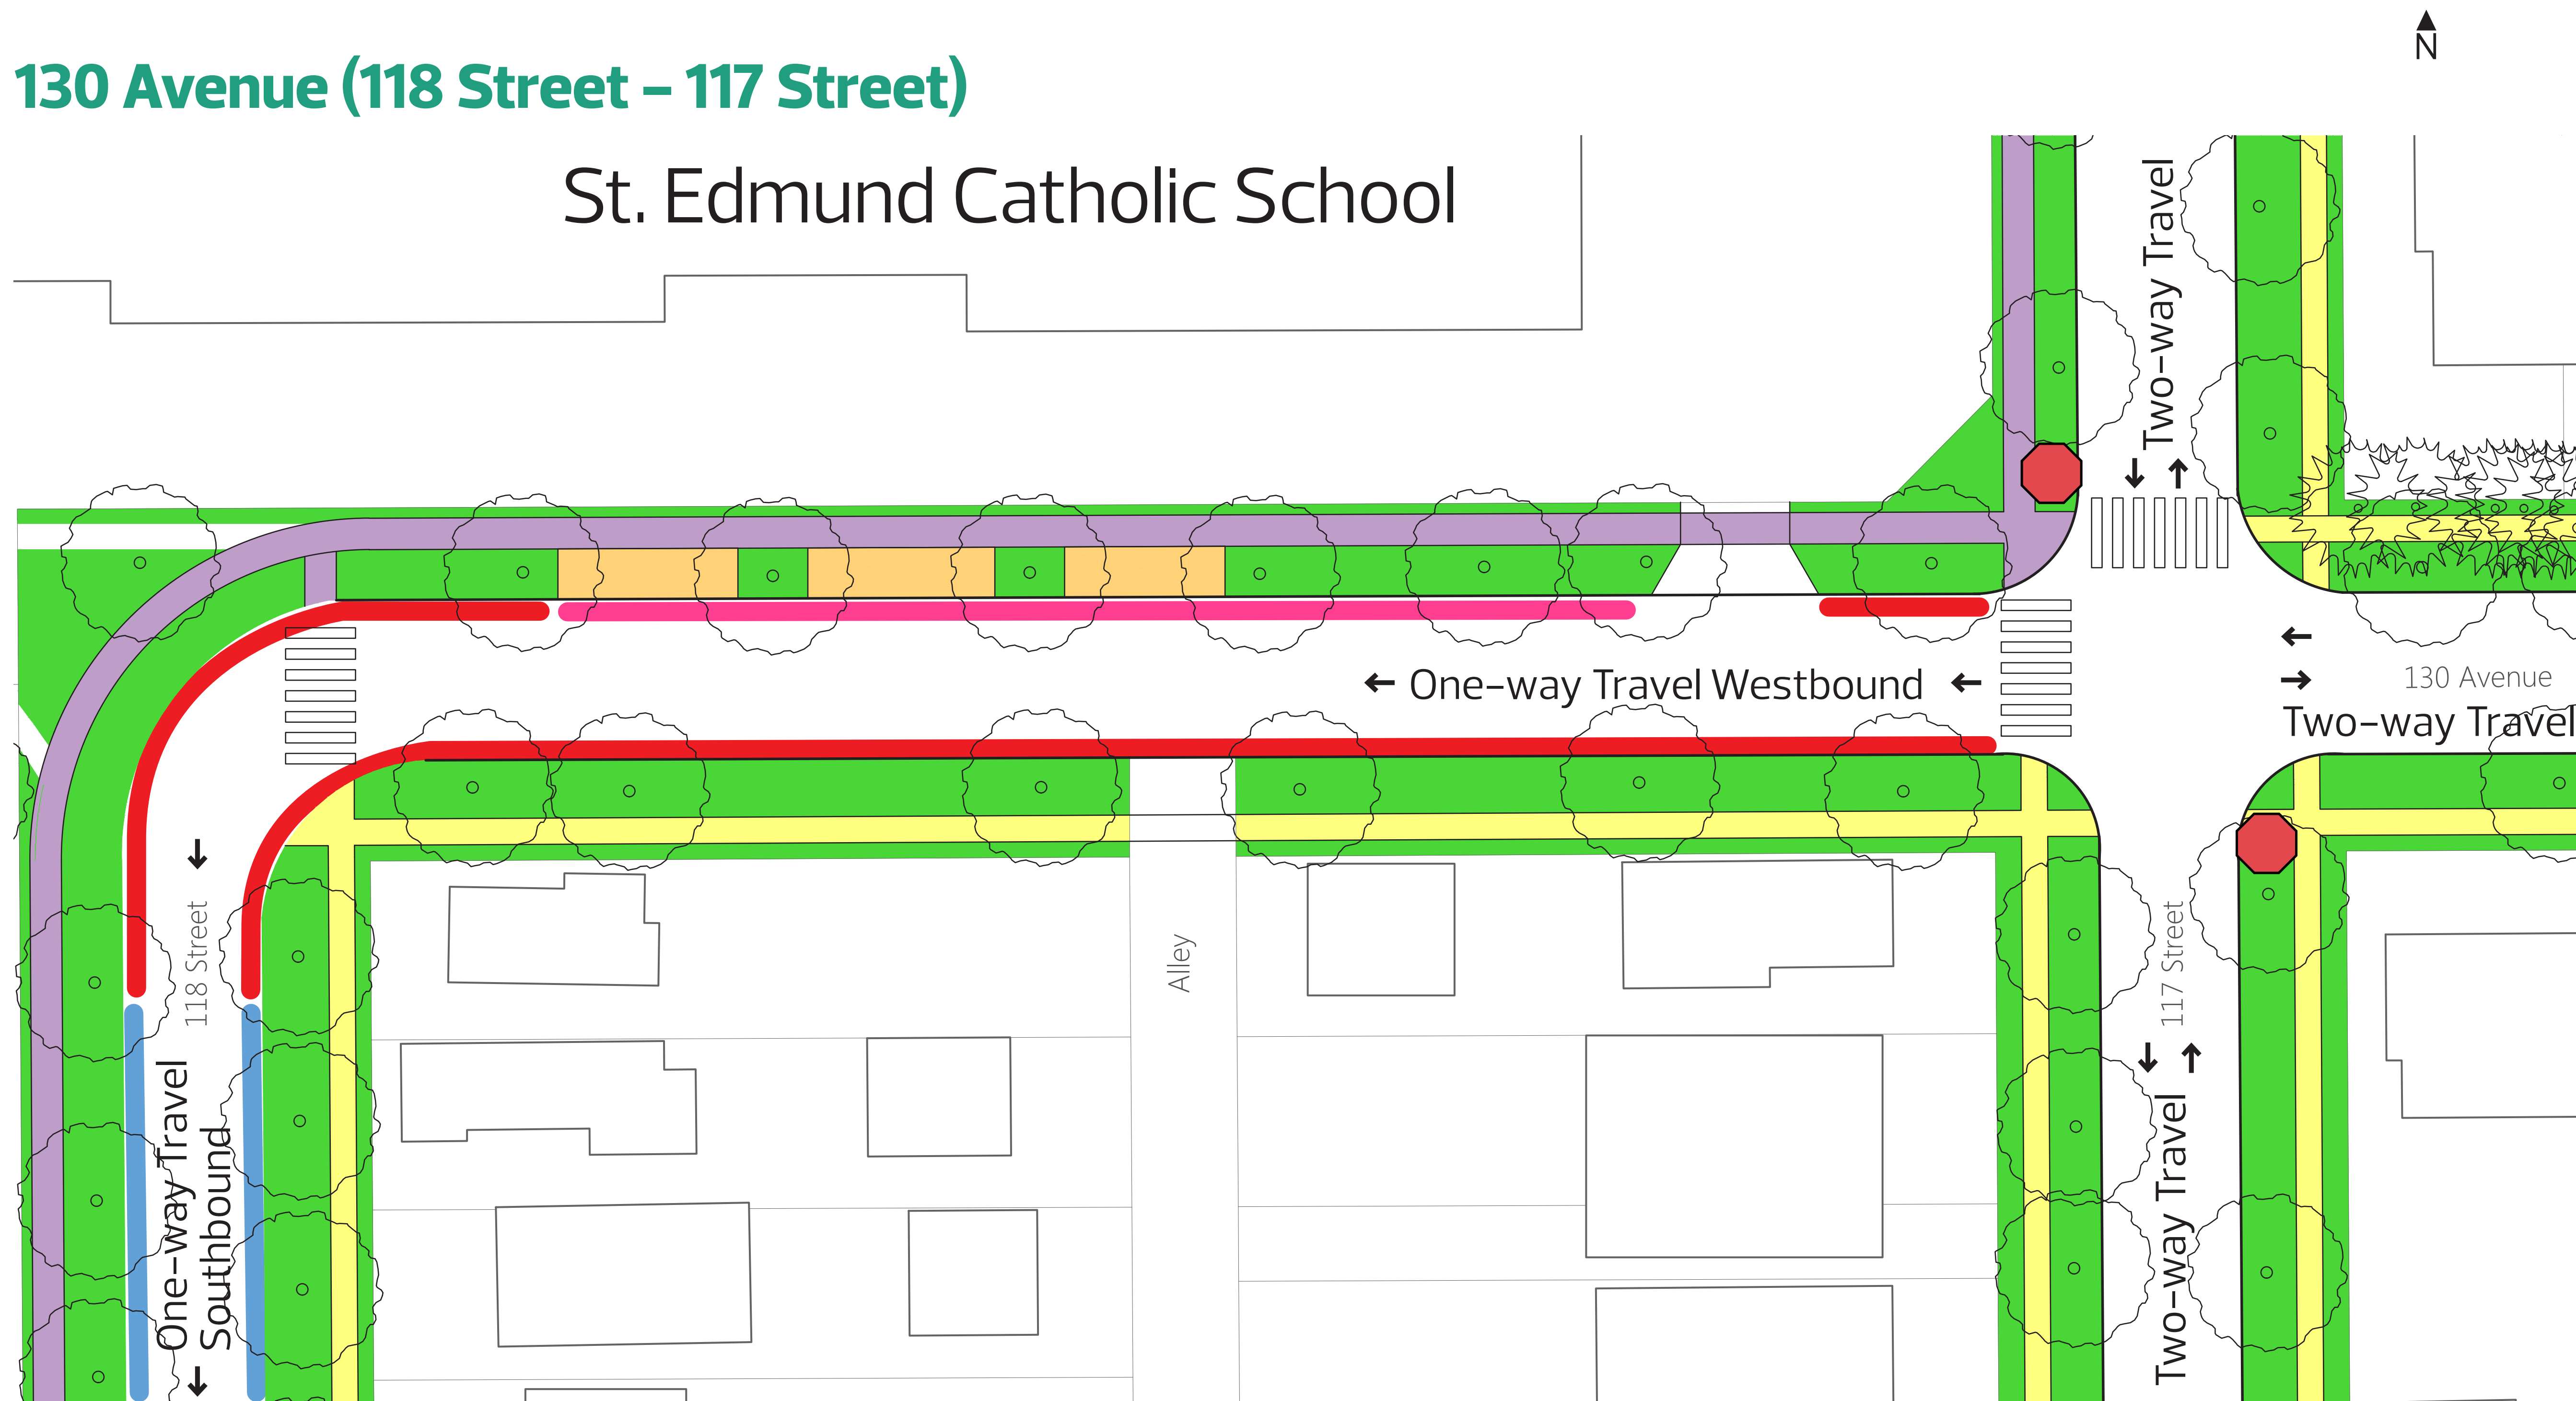 N
130 Avenue (118 Street – 117 Street)
St. Edmund Catholic School
Two-way Travel
One-way Travel Westbound
130 Avenue
Two-way Travel
118 Street
Alley
117 Street
One-way Travel
Southbound
Two-way Travel